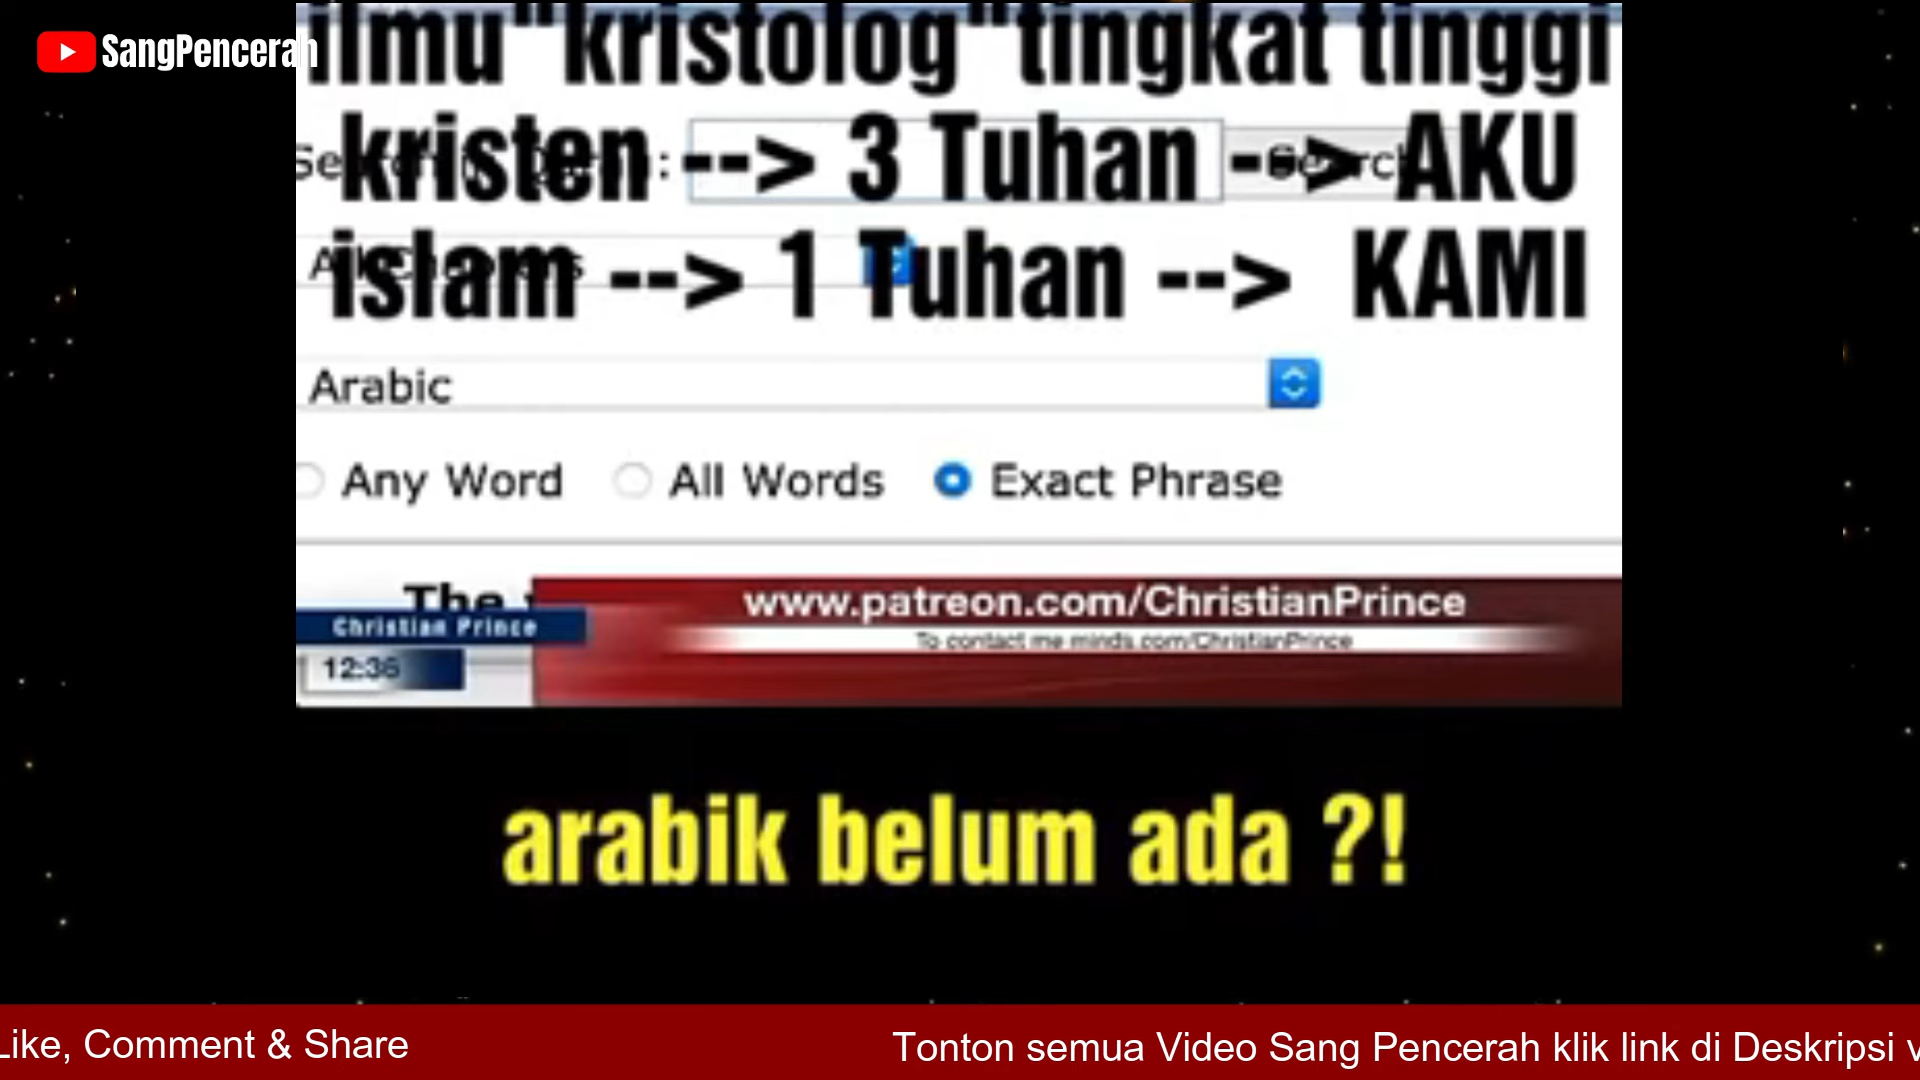 SangPencerah
ilmu"kristolog"tingkat tinggi
kristen --> 3 Tuhan --> AKU
Search
islam --> 1 Tuhan --> KAMI
Arabic
Any Word All Words Exact Phrase
The
www.patreon.com/ChristianPrince
Christian Prince
To contact me minds.com/ChristianPrince
12:36
arabik belum ada ?!
Like, Comment & Share
Tonton semua Video Sang Pencerah klik link di Deskripsi v